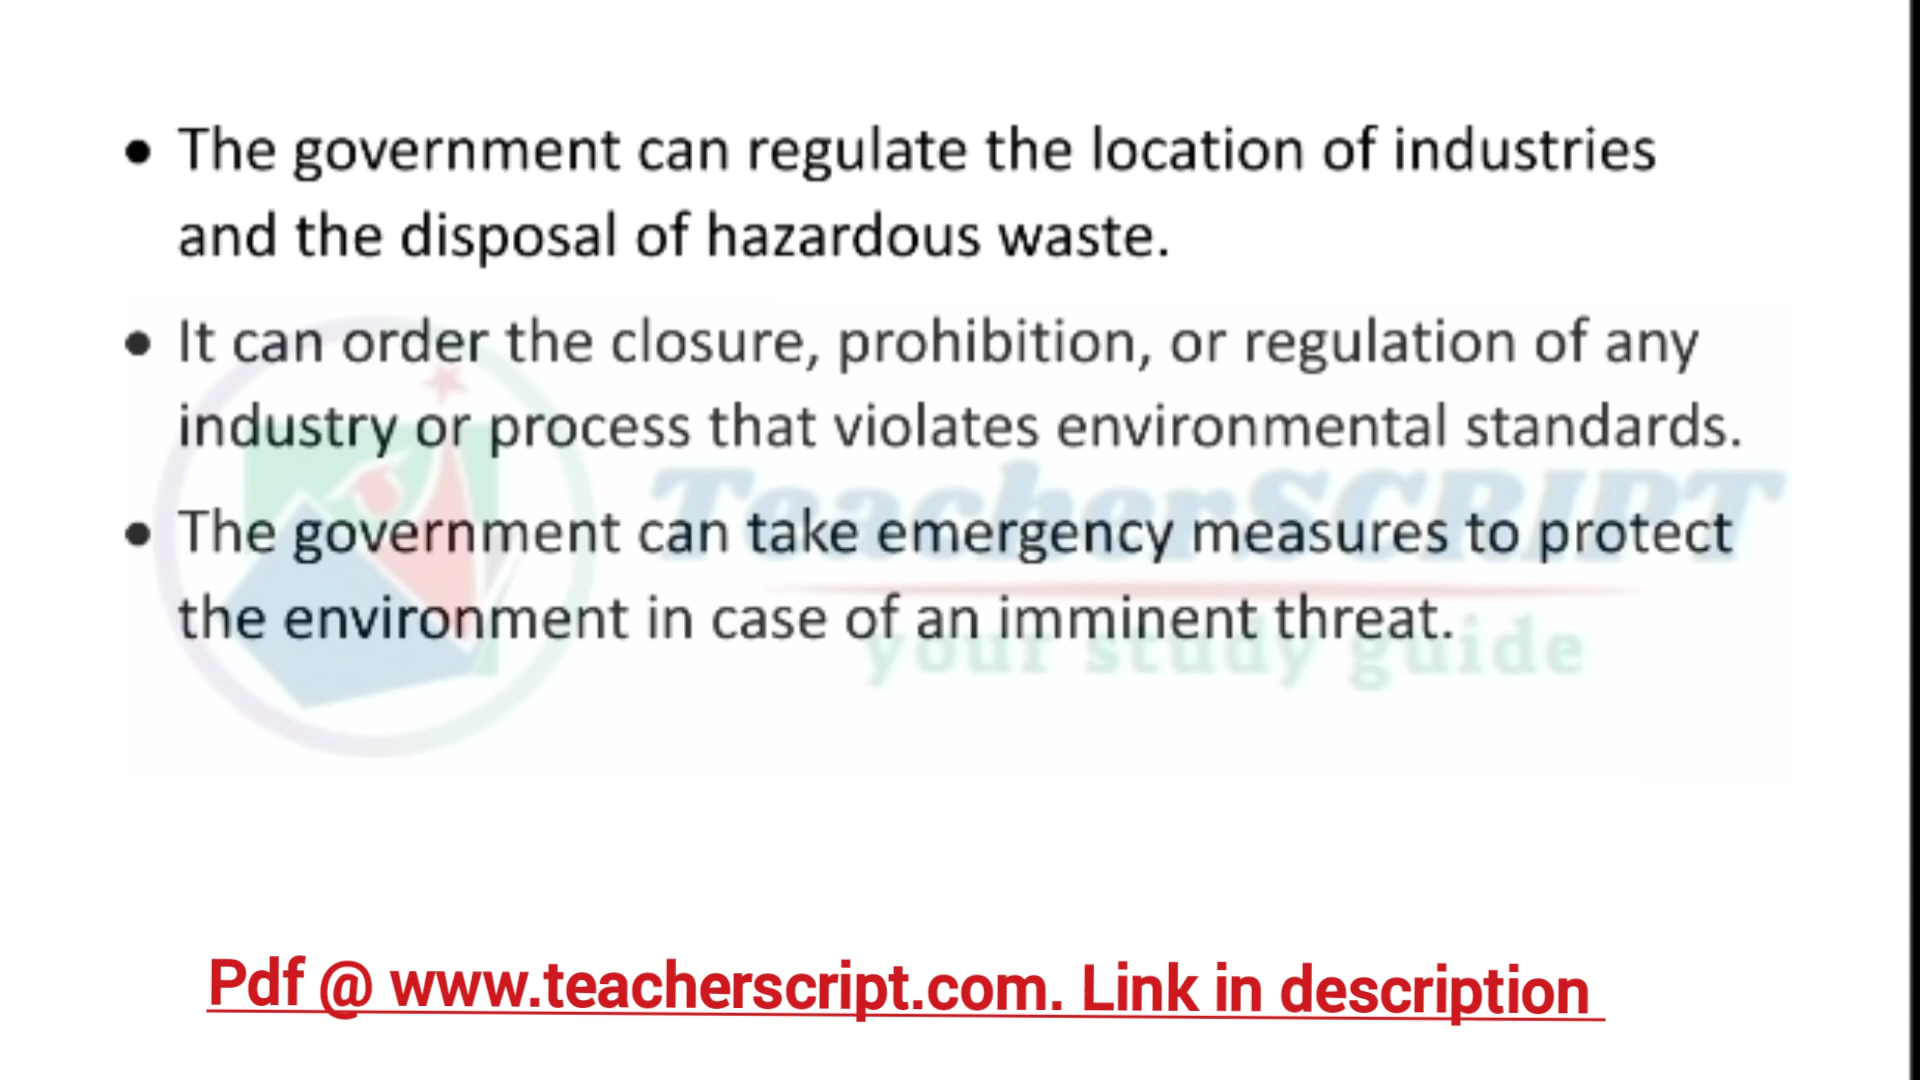 • The government can regulate the location of industries
and the disposal of hazardous waste.
• It can order the closure, prohibition, or regulation of any
industry or process that violates environmental standards.
TeacherSCRIPT
• The government can take emergency measures to protect
the environment in case of an imminent threat.
your study guide
Pdf @ www.teacherscript.com. Link in description